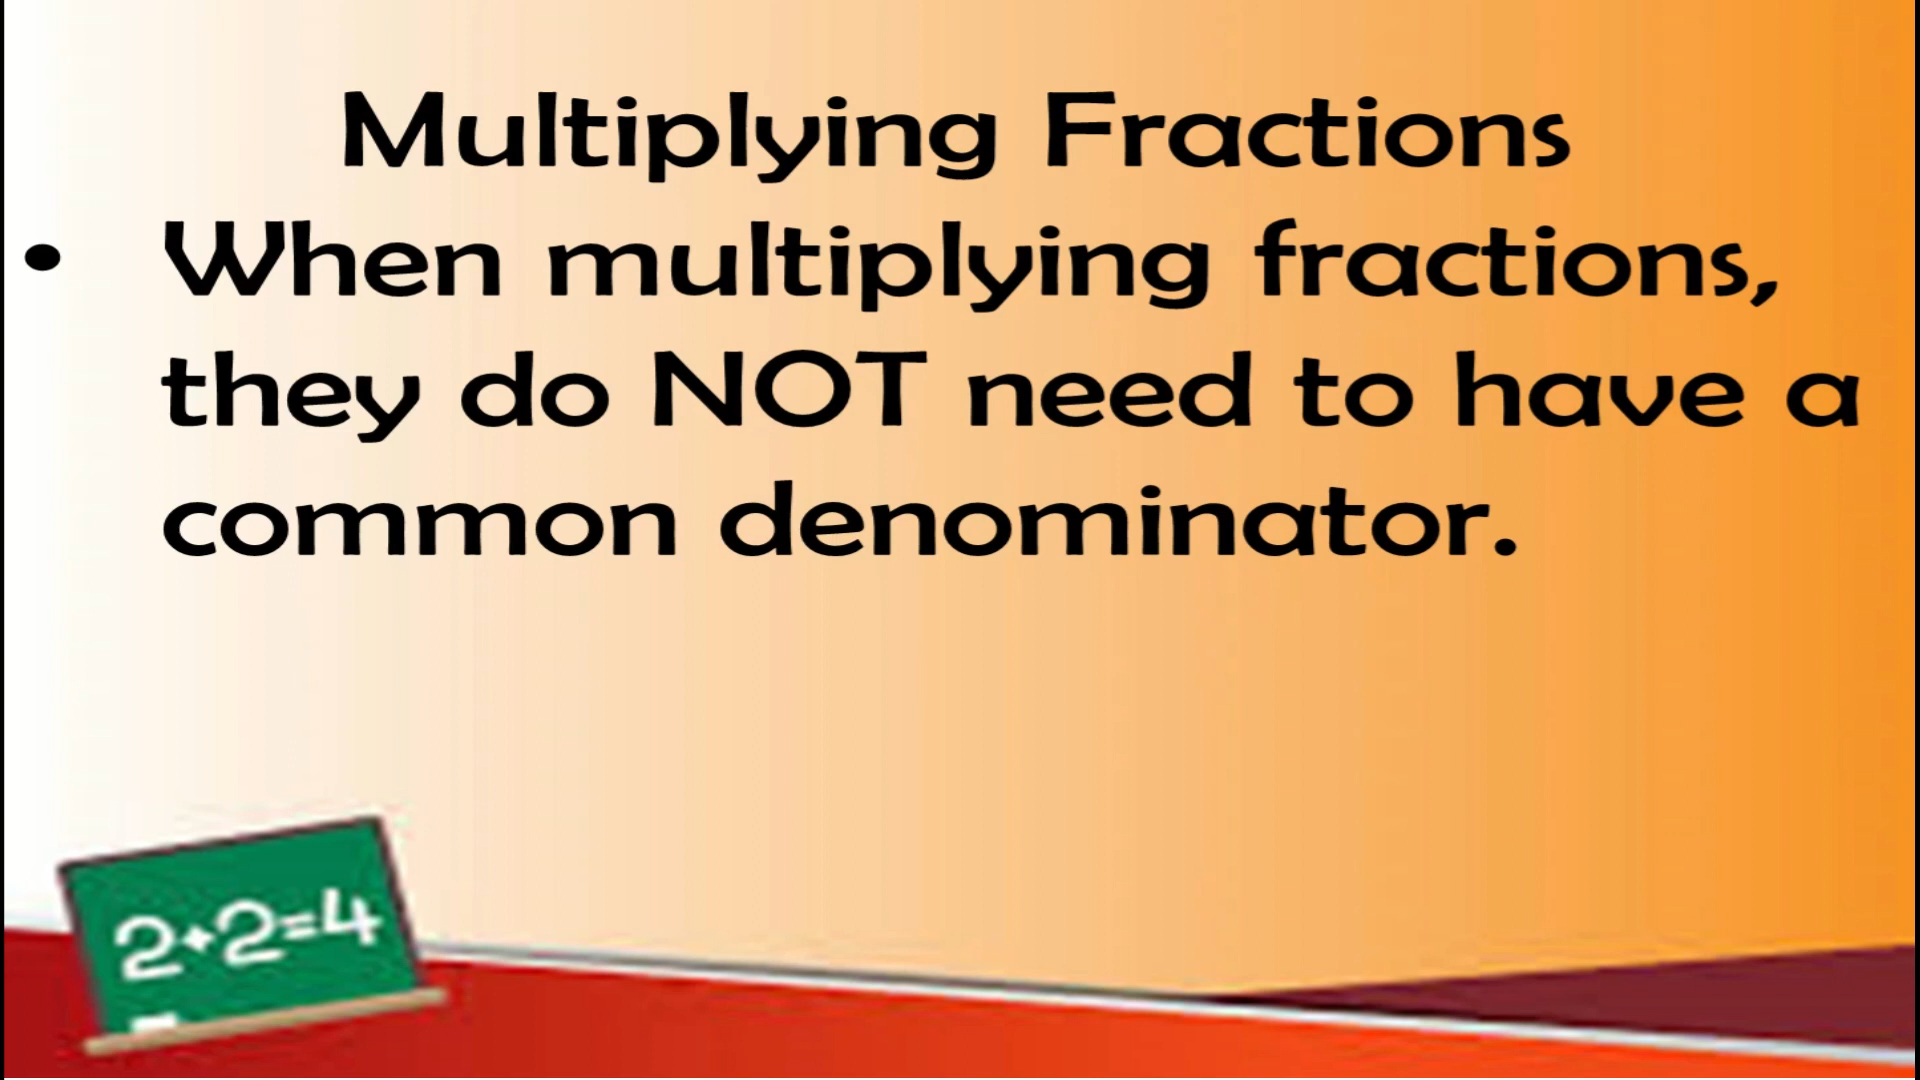 Multiplying Fractions
• When multiplying fractions,
they do NOT need to have a
common denominator.
2+2=4